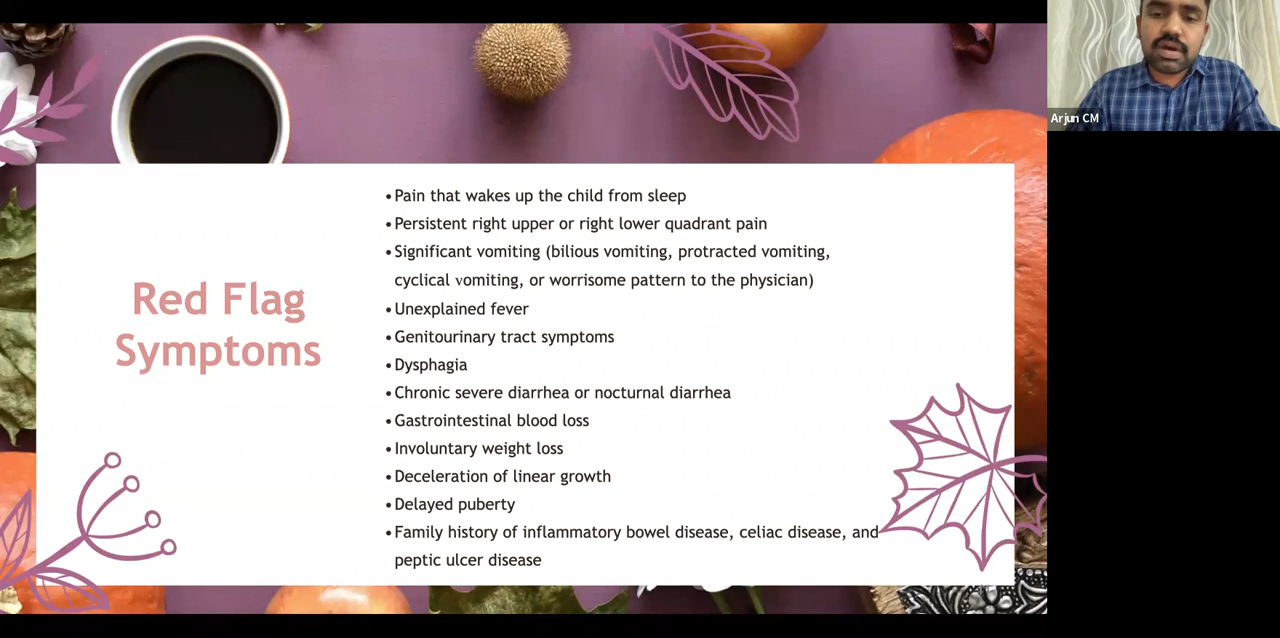 Arjun CM
Red Flag
Symptoms
• Pain that wakes up the child from sleep
• Persistent right upper or right lower quadrant pain
• Significant vomiting (bilious vomiting, protracted vomiting,
cyclical vomiting, or worrisome pattern to the physician)
• Unexplained fever
• Genitourinary tract symptoms
• Dysphagia
• Chronic severe diarrhea or nocturnal diarrhea
• Gastrointestinal blood loss
• Involuntary weight loss
• Deceleration of linear growth
• Delayed puberty
• Family history of inflammatory bowel disease, celiac disease, and
peptic ulcer disease